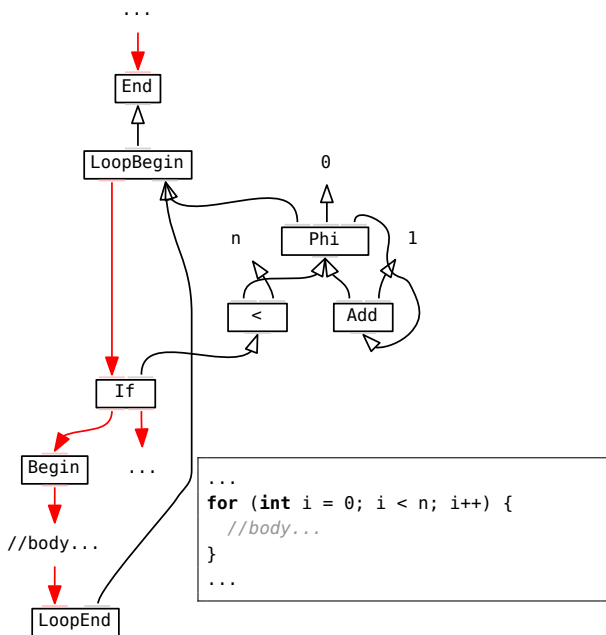 ...
End
LoopBegin
0
Phi
n
1
<
Add
If
Begin
...
//body...
LoopEnd
...
for (int i = 0; i < n; i++) {
//body...
}
...